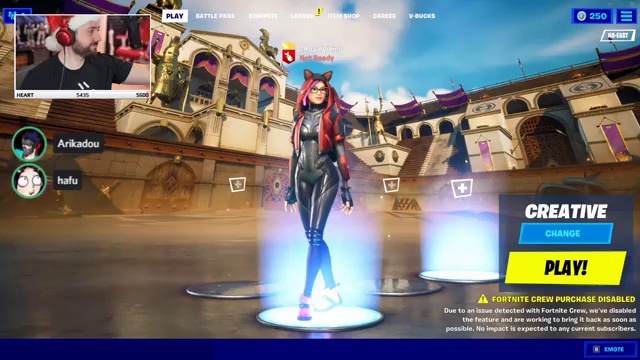 PLAY BATTLE PASS COMPETE LOCKER ITEM SHOP CAREER V-BUCKS
250
NA-EAST
Not Ready
HEART 5435 5600
Arikadou
hafu
CREATIVE
CHANGE
PLAY!
FORTNITE CREW PURCHASE DISABLED
Due to an issue detected with Fortnite Crew, we've disabled
the feature and are working to bring it back as soon as
possible. No impact is expected to any current subscribers.
EMOTE